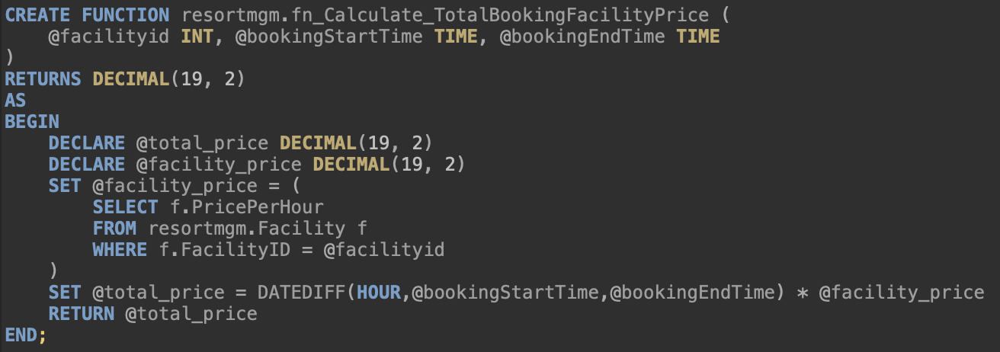 CREATE FUNCTION resortmgm.fn_Calculate_TotalBookingFacilityPrice (
    @facilityid INT, @bookingStartTime TIME, @bookingEndTime TIME
)
RETURNS DECIMAL(19, 2)
AS
BEGIN
    DECLARE @total_price DECIMAL(19, 2)
    DECLARE @facility_price DECIMAL(19, 2)
    SET @facility_price = (
        SELECT f.PricePerHour
        FROM resortmgm.Facility f
        WHERE f.FacilityID = @facilityid
    )
    SET @total_price = DATEDIFF(HOUR,@bookingStartTime,@bookingEndTime) * @facility_price
    RETURN @total_price
END;